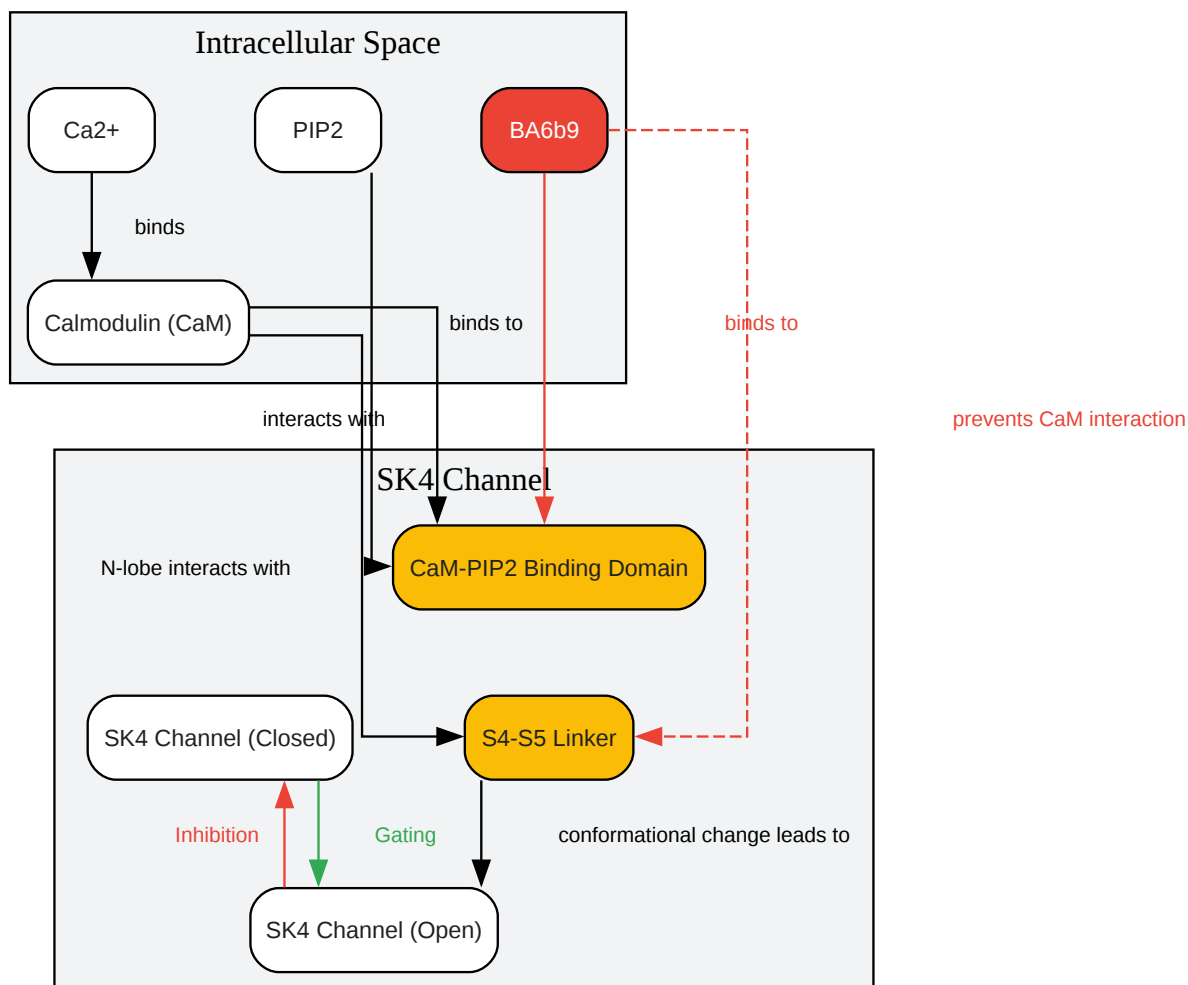 Intracellular Space
Ca2+
PIP2
BA6b9
binds
Calmodulin (CaM)
binds to
binds to
interacts with
prevents CaM interaction
SK4 Channel
N-lobe interacts with
CaM-PIP2 Binding Domain
SK4 Channel (Closed)
S4-S5 Linker
Inhibition
Gating
conformational change leads to
SK4 Channel (Open)